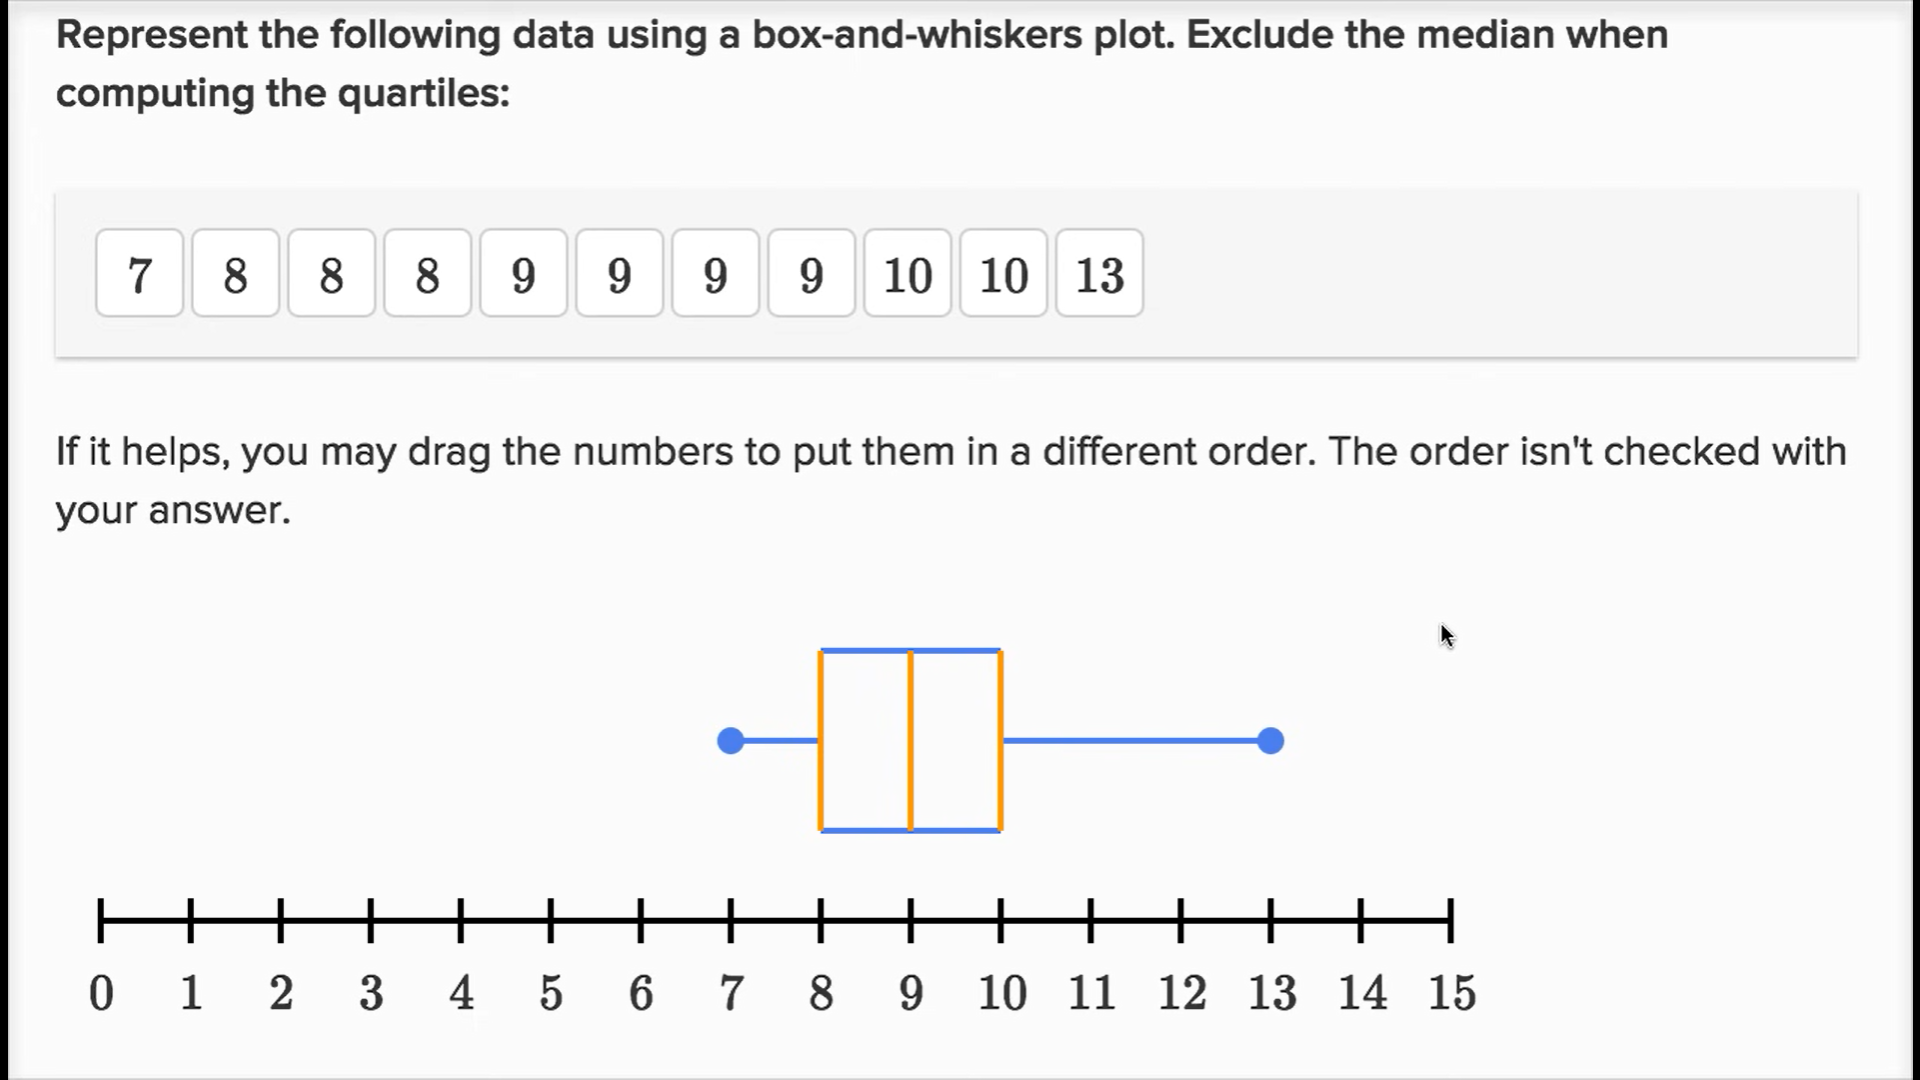 Represent the following data using a box-and-whiskers plot. Exclude the median when
computing the quartiles:
7 8 8 8 9 9 9 9 10 10 13
If it helps, you may drag the numbers to put them in a different order. The order isn't checked with
your answer.
0 1 2 3 4 5 6 7 8 9 10 11 12 13 14 15